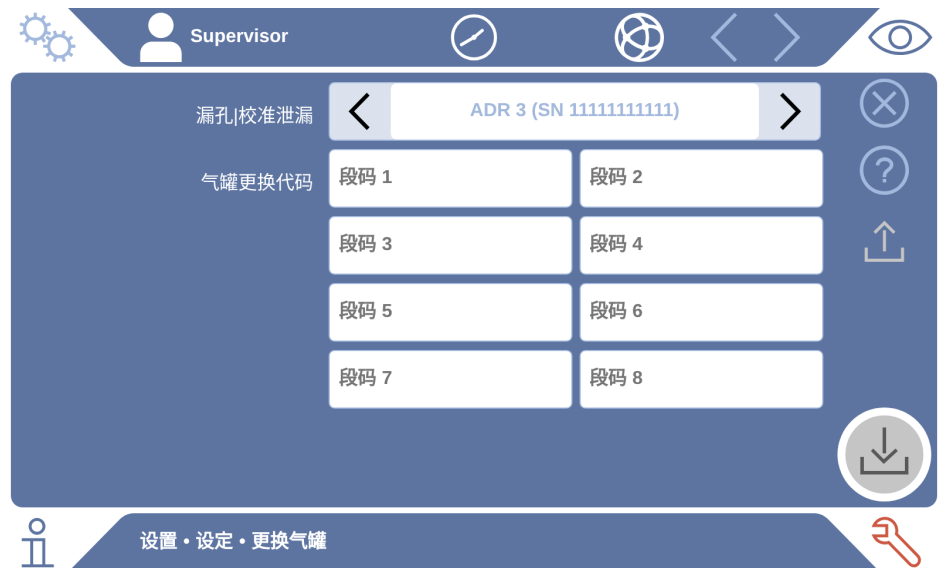 Supervisor
漏孔|校准泄漏
ADR 3 (SN 11111111111)
气罐更换代码
段码 1
段码 2
段码 3
段码 4
段码 5
段码 6
段码 7
段码 8
设置 • 设定 • 更换气罐